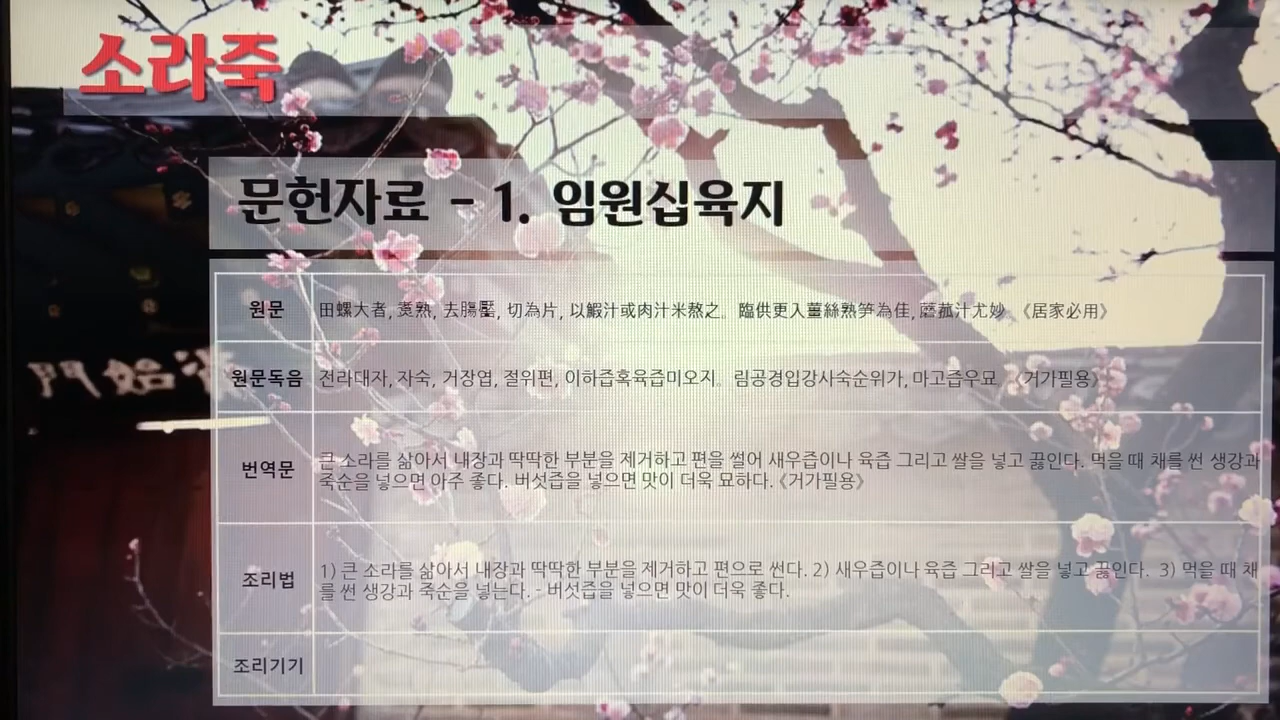 소라죽
문헌자료 - 1. 임원십육지
원문
田螺大者, 煑熟, 去膓靨, 切為片, 以鰕汁或肉汁米熬之。臨供更入薑絲熟笋為佳, 蘑菰汁尤妙. 《居家必用》
원문독음
전라대자, 자숙, 거장엽, 절위편, 이하즙혹육즙미오지。림공경입강사숙순위가, 마고즙우묘. 《거가필용》
번역문
큰 소라를 삶아서 내장과 딱딱한 부분을 제거하고 편을 썰어 새우즙이나 육즙 그리고 쌀을 넣고 끓인다. 먹을 때 채를 썬 생강과
죽순을 넣으면 아주 좋다. 버섯즙을 넣으면 맛이 더욱 묘하다.《거가필용》
조리법
1) 큰 소라를 삶아서 내장과 딱딱한 부분을 제거하고 편으로 썬다. 2) 새우즙이나 육즙 그리고 쌀을 넣고 끓인다. 3) 먹을 때 채
를 썬 생강과 죽순을 넣는다. - 버섯즙을 넣으면 맛이 더욱 좋다.
조리기기
門始